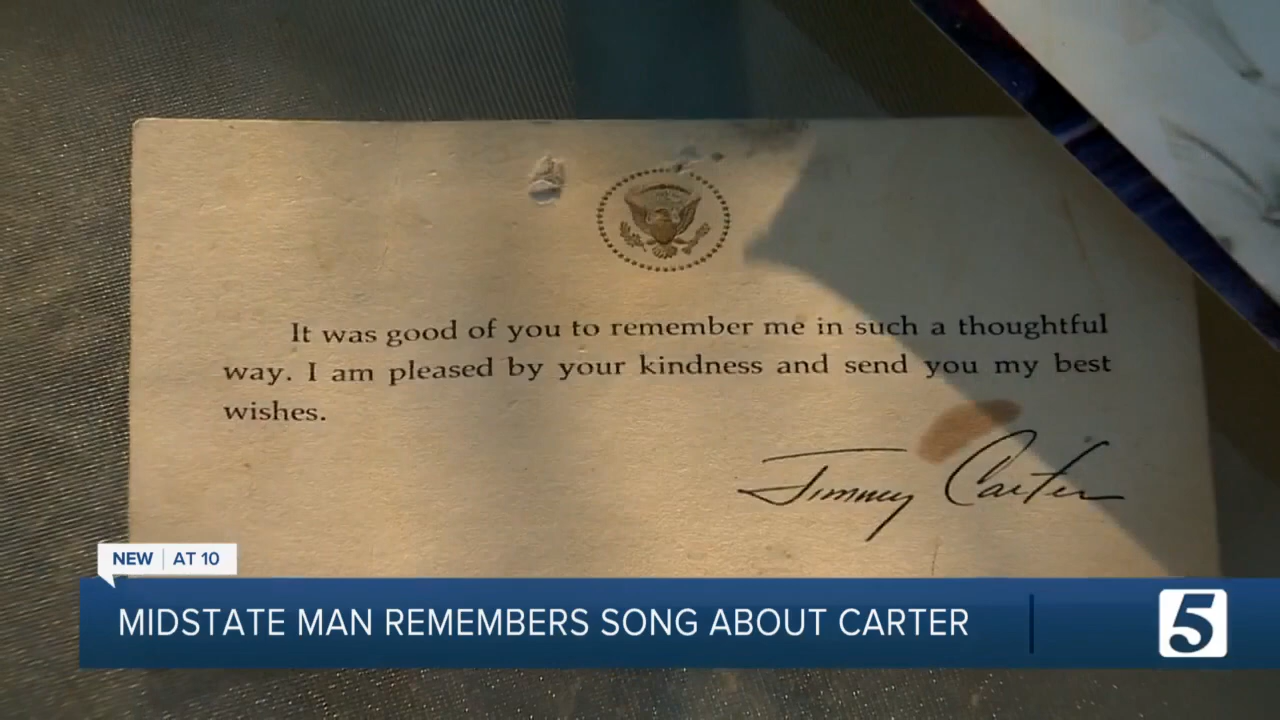 It was good of you to remember me in such a thoughtful
way. I am pleased by your kindness and send you my best
wishes.
Jimmy Carter
NEW AT 10
MIDSTATE MAN REMEMBERS SONG ABOUT CARTER
5